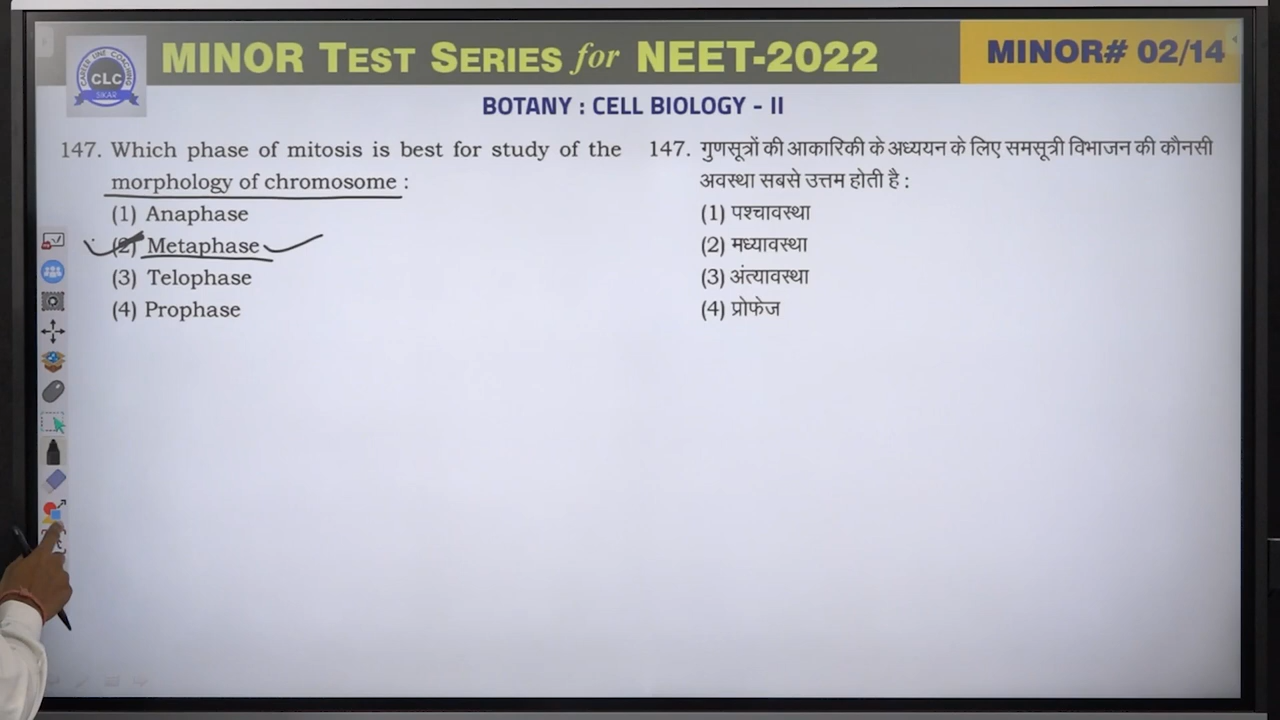 MINOR TEST SERIES for NEET-2022
MINOR# 02/14
CAREER LINE COACHING
CLC
SIKAR
BOTANY : CELL BIOLOGY - II
147. Which phase of mitosis is best for study of the
morphology of chromosome :
(1) Anaphase
(2) Metaphase
(3) Telophase
(4) Prophase
147. गुणसूत्रों की आकारिकी के अध्ययन के लिए समसूत्री विभाजन की कौनसी
अवस्था सबसे उत्तम होती है :
(1) पश्चावस्था
(2) मध्यावस्था
(3) अंत्यावस्था
(4) प्रोफेज